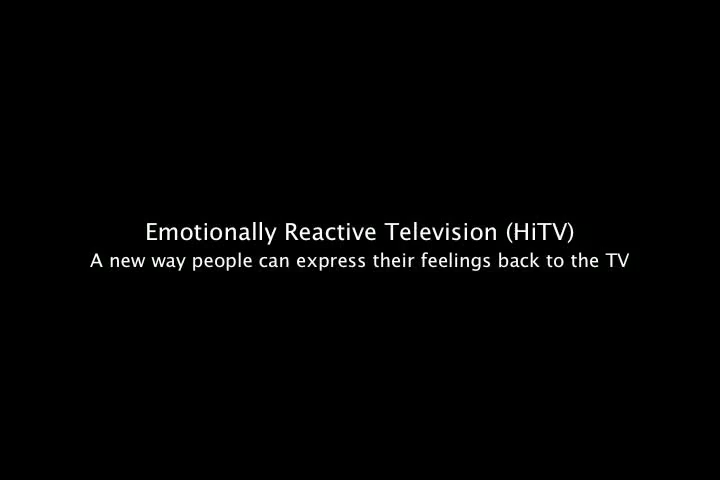 Emotionally Reactive Television (HiTV)
A new way people can express their feelings back to the TV